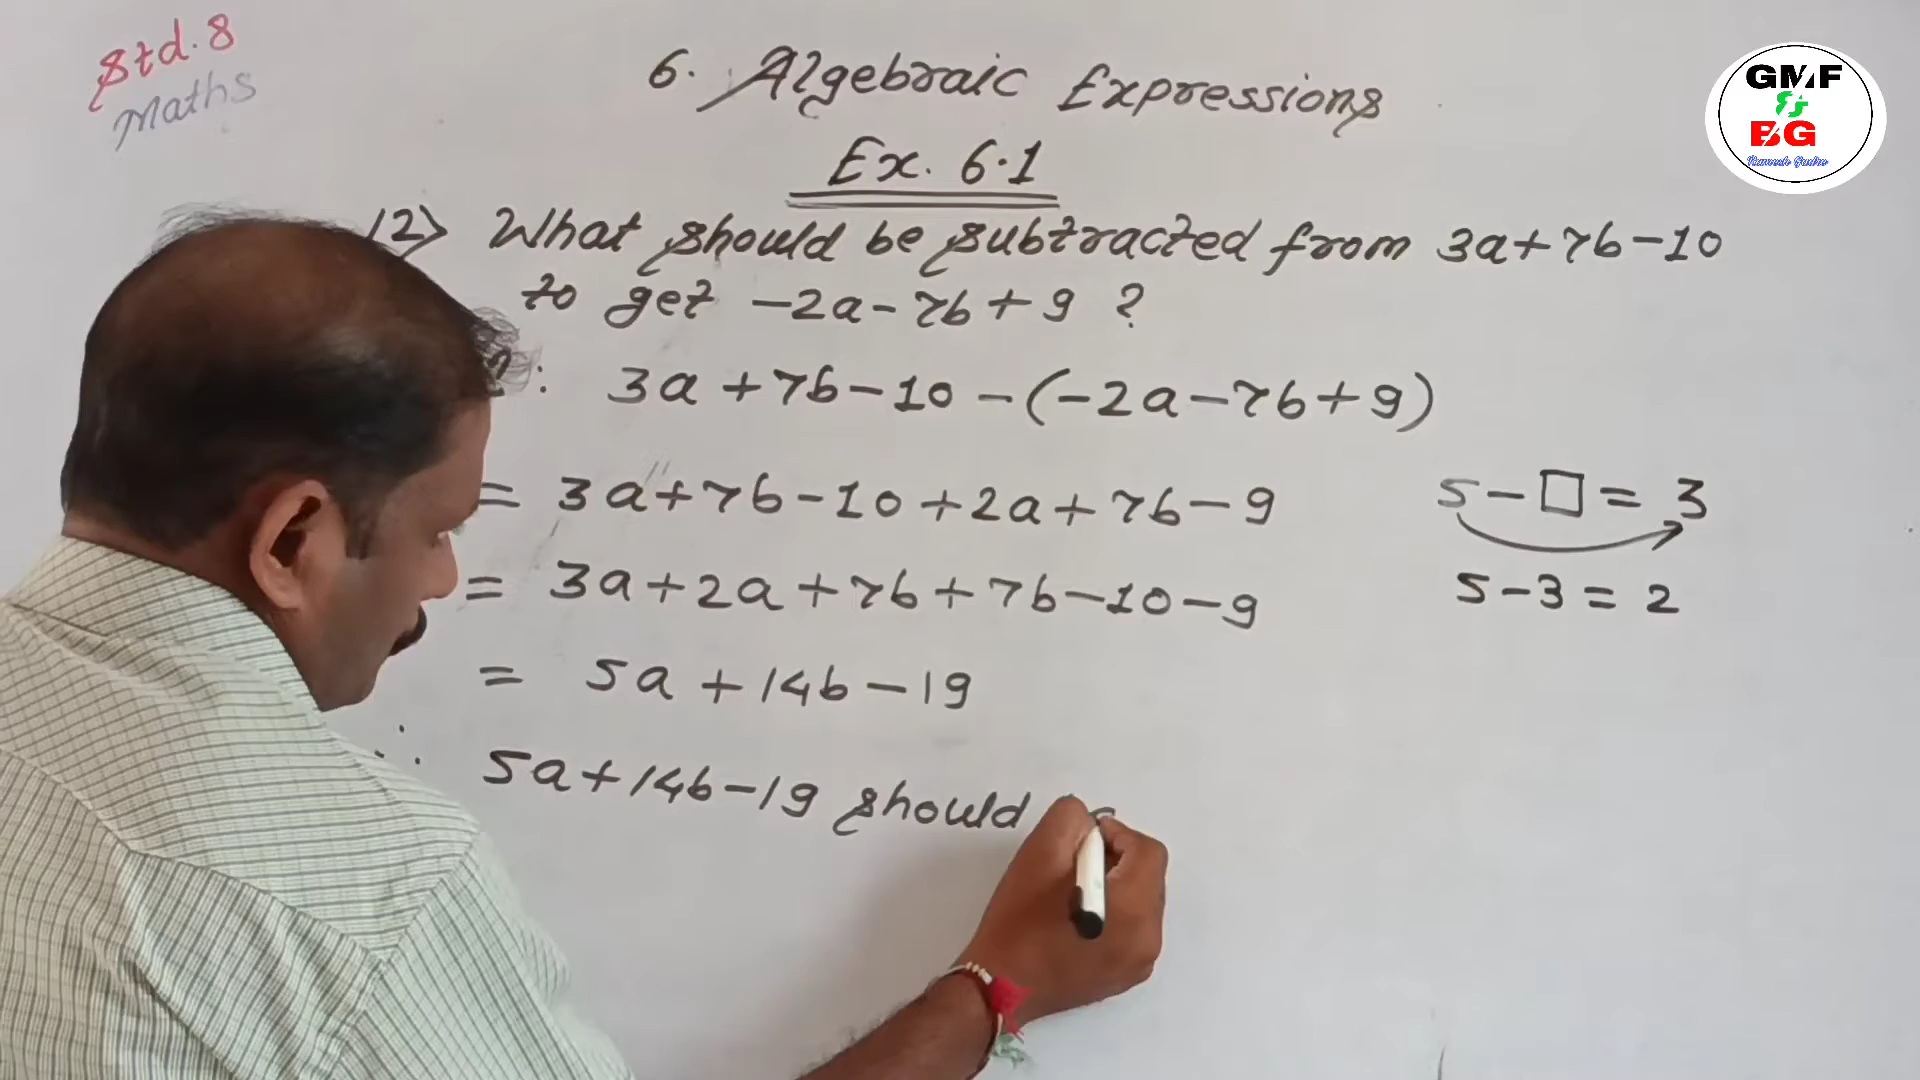 Std. 8
Maths
6. Algebraic Expressions
Ex. 6.1
12) What should be subtracted from 3a+7b-10
to get -2a-7b+9 ?
: 3a+7b-10-(-2a-7b+9)
= 3a+7b-10+2a+7b-9
= 3a+2a+7b+7b-10-9
= 5a+14b-19
∴ 5a+14b-19 should
5-□= 3
5-3=2
GMF
&
BG
Ramesh Gudre